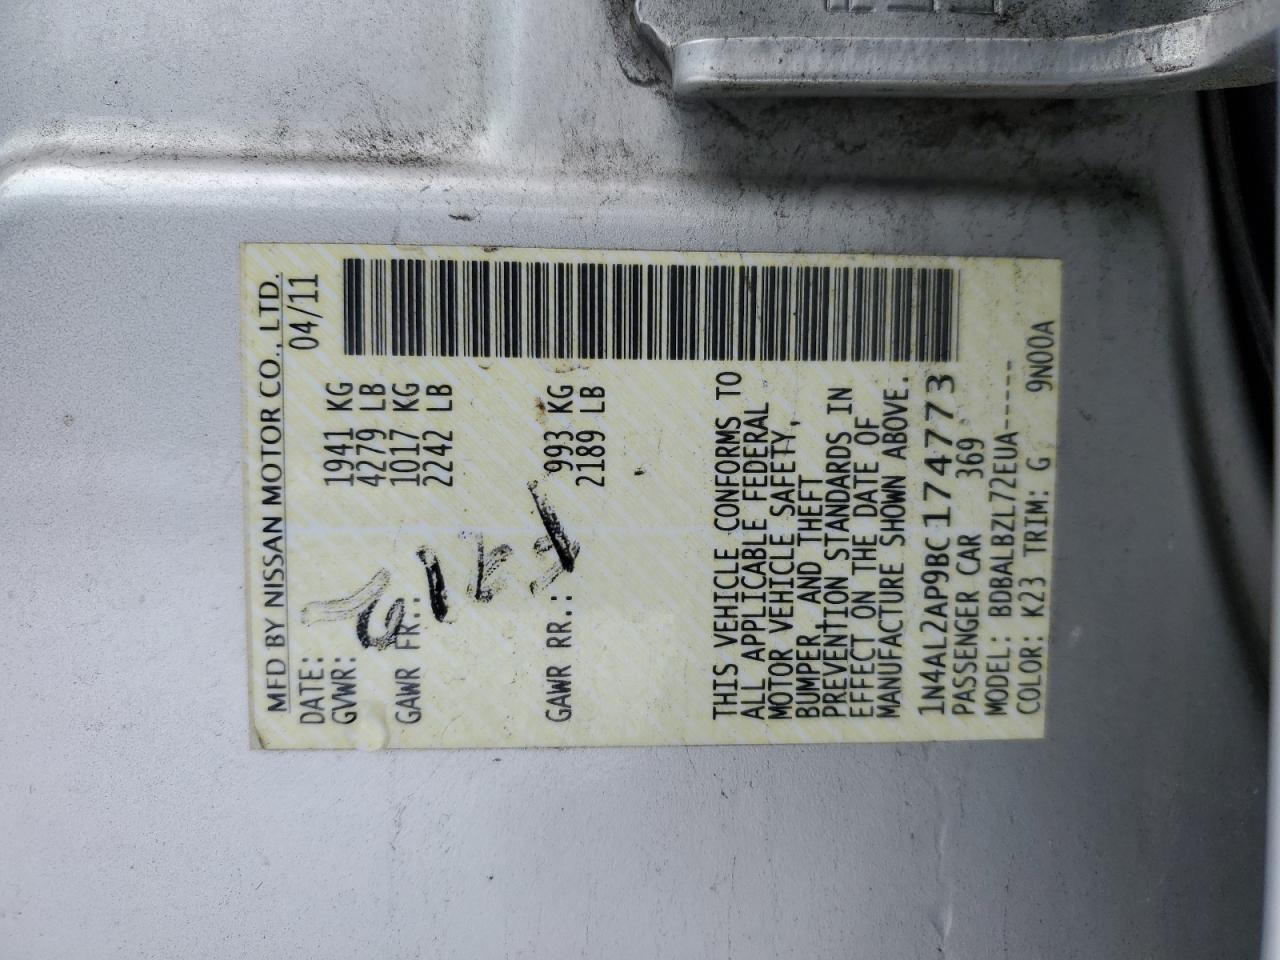 MFD BY NISSAN MOTOR CO., LTD.
DATE: 04/11
GVWR: 1941 KG
4279 LB
GAWR FR.: 1017 KG
2242 LB
GAWR RR.: 993 KG
2189 LB
THIS VEHICLE CONFORMS TO
ALL APPLICABLE FEDERAL
MOTOR VEHICLE SAFETY,
BUMPER, AND THEFT
PREVENTION STANDARDS IN
EFFECT ON THE DATE OF
MANUFACTURE SHOWN ABOVE.
1N4AL2AP9BC174773
PASSENGER CAR 369
MODEL: BDBALBZL72EUA-----
COLOR: K23 TRIM: G 9N00A